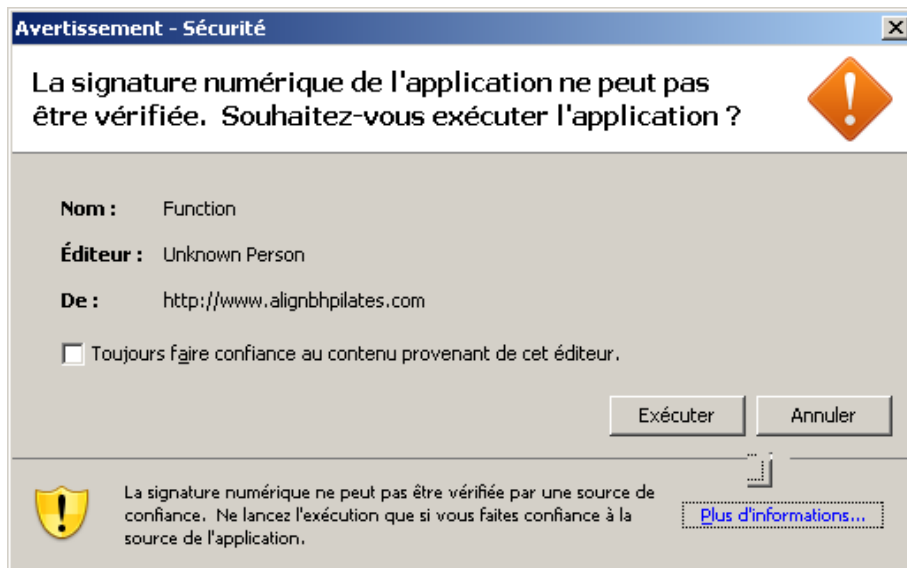 Avertissement - Sécurité
La signature numérique de l'application ne peut pas
être vérifiée. Souhaitez-vous exécuter l'application ?
Nom : Function
Éditeur : Unknown Person
De : http://www.alignbhpilates.com
Toujours faire confiance au contenu provenant de cet éditeur.
Exécuter Annuler
La signature numérique ne peut pas être vérifiée par une source de
confiance. Ne lancez l'exécution que si vous faites confiance à la
source de l'application.
Plus d'informations...